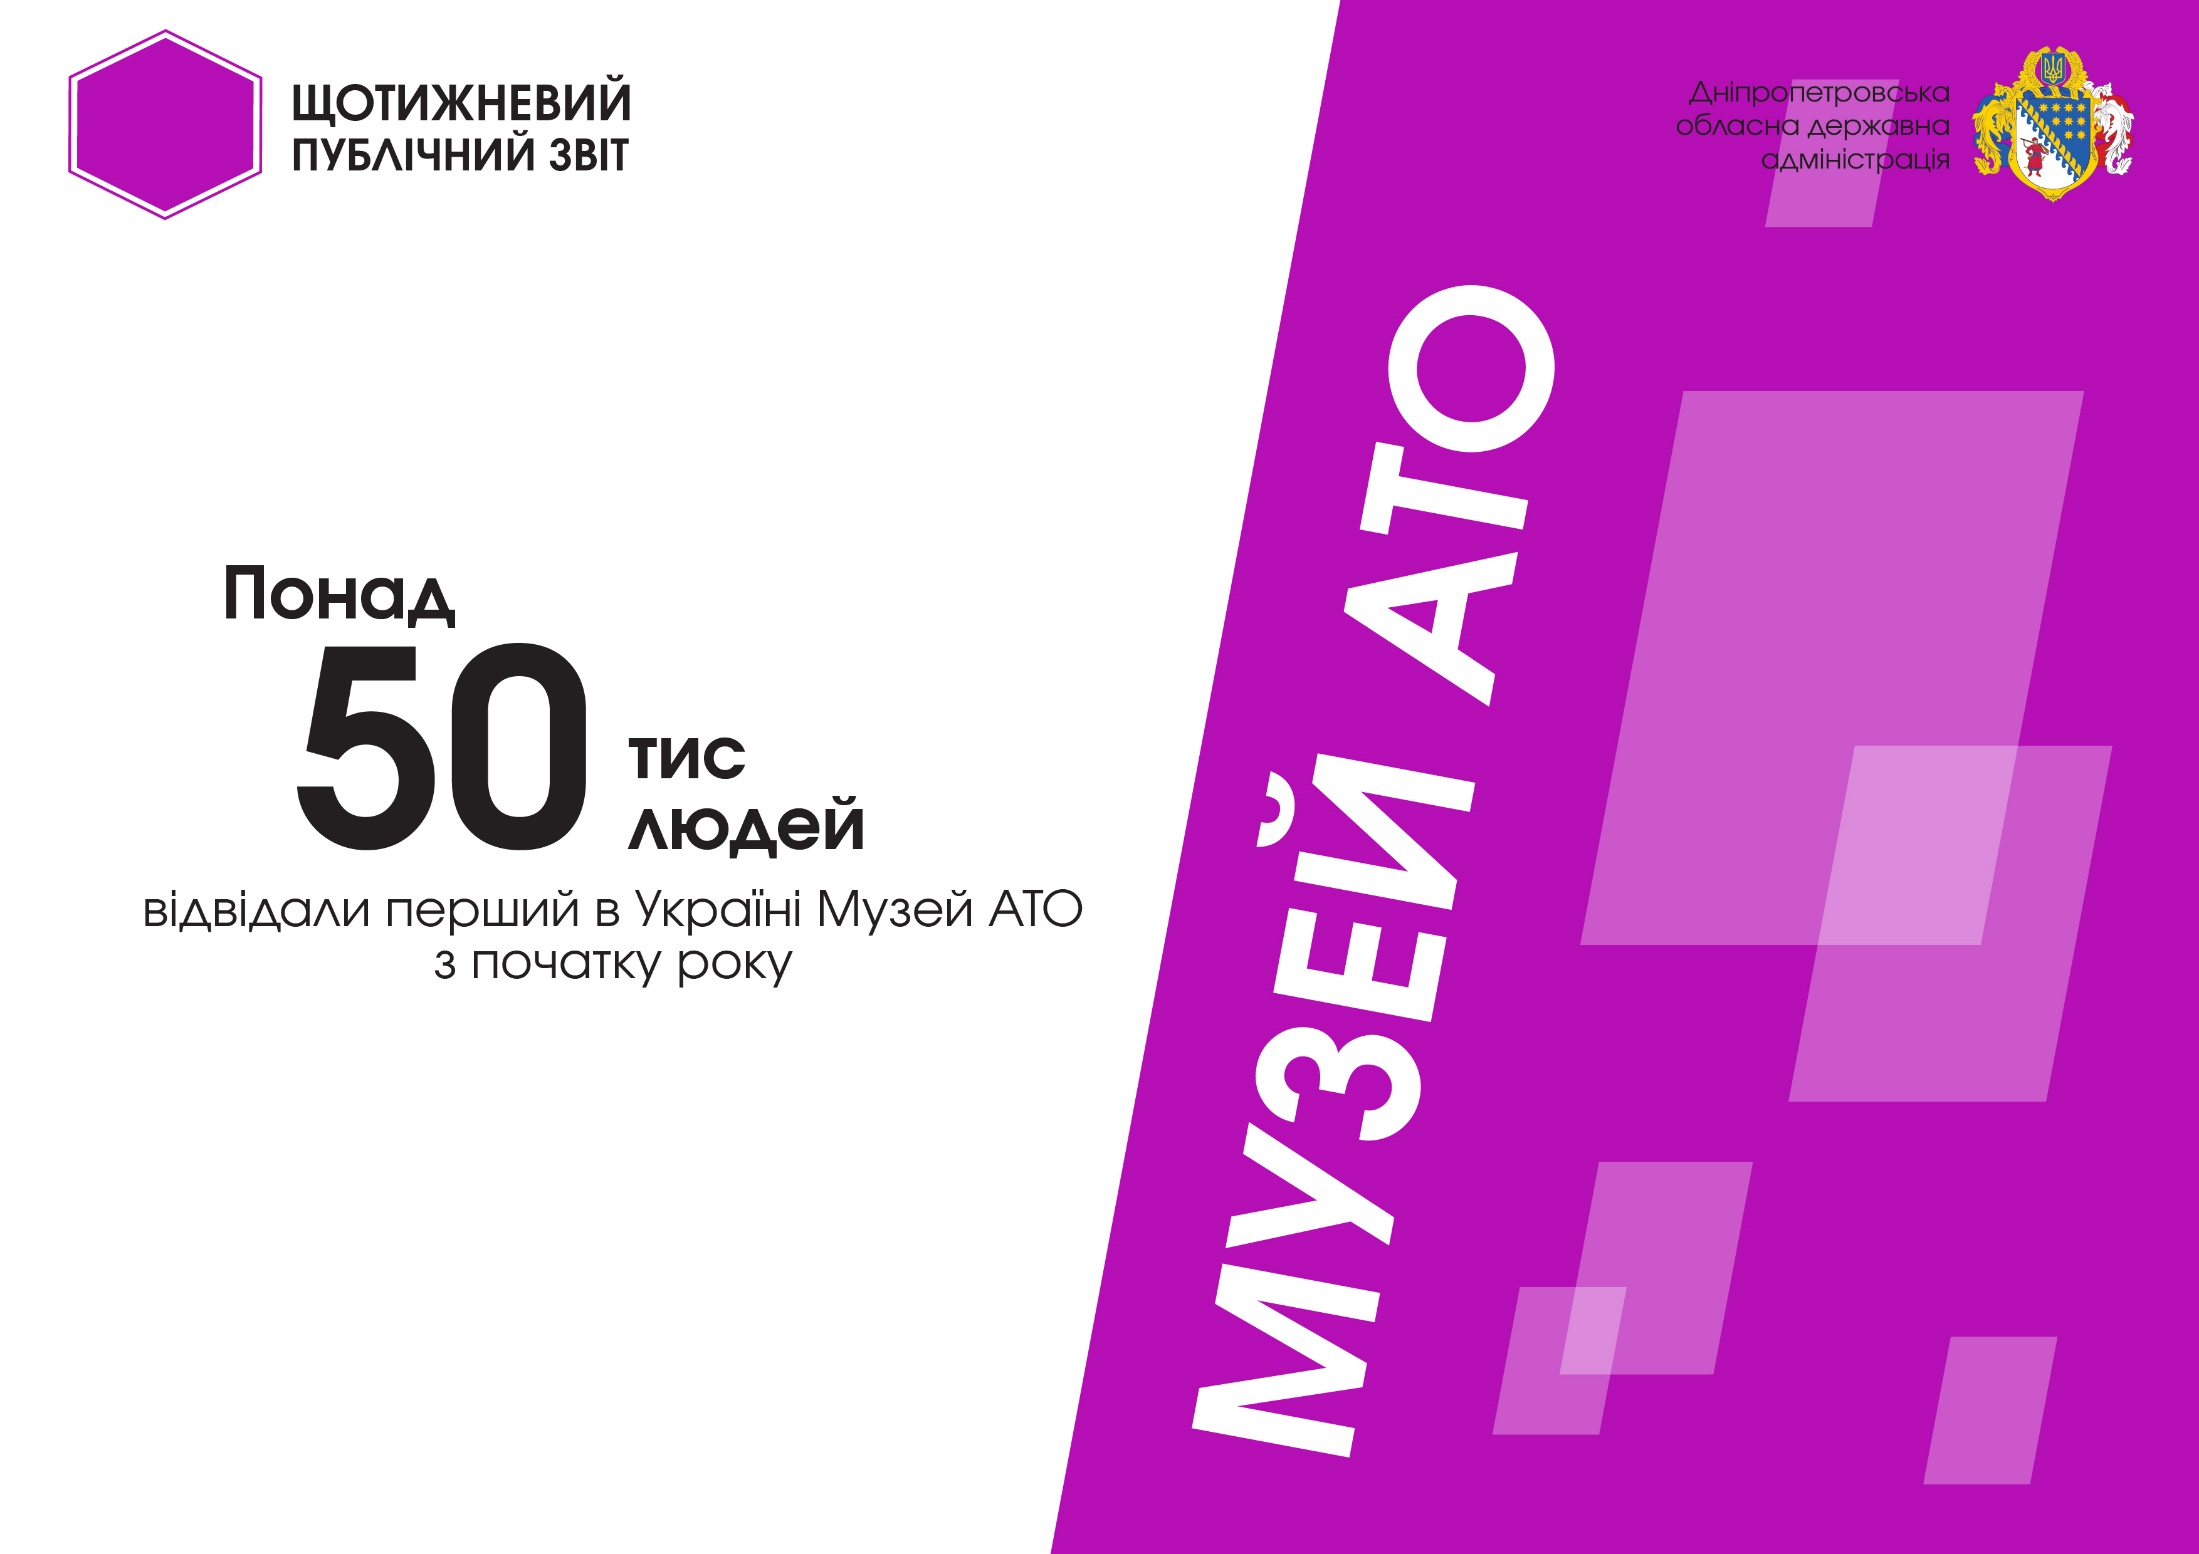 ЩОТИЖНЕВИЙ
ПУБЛІЧНИЙ ЗВІТ
Дніпропетровська
обласна державна
адміністрація
Понад
50 тис
людей
відвідали перший в Україні Музей АТО
з початку року
МУЗЕЙ АТО